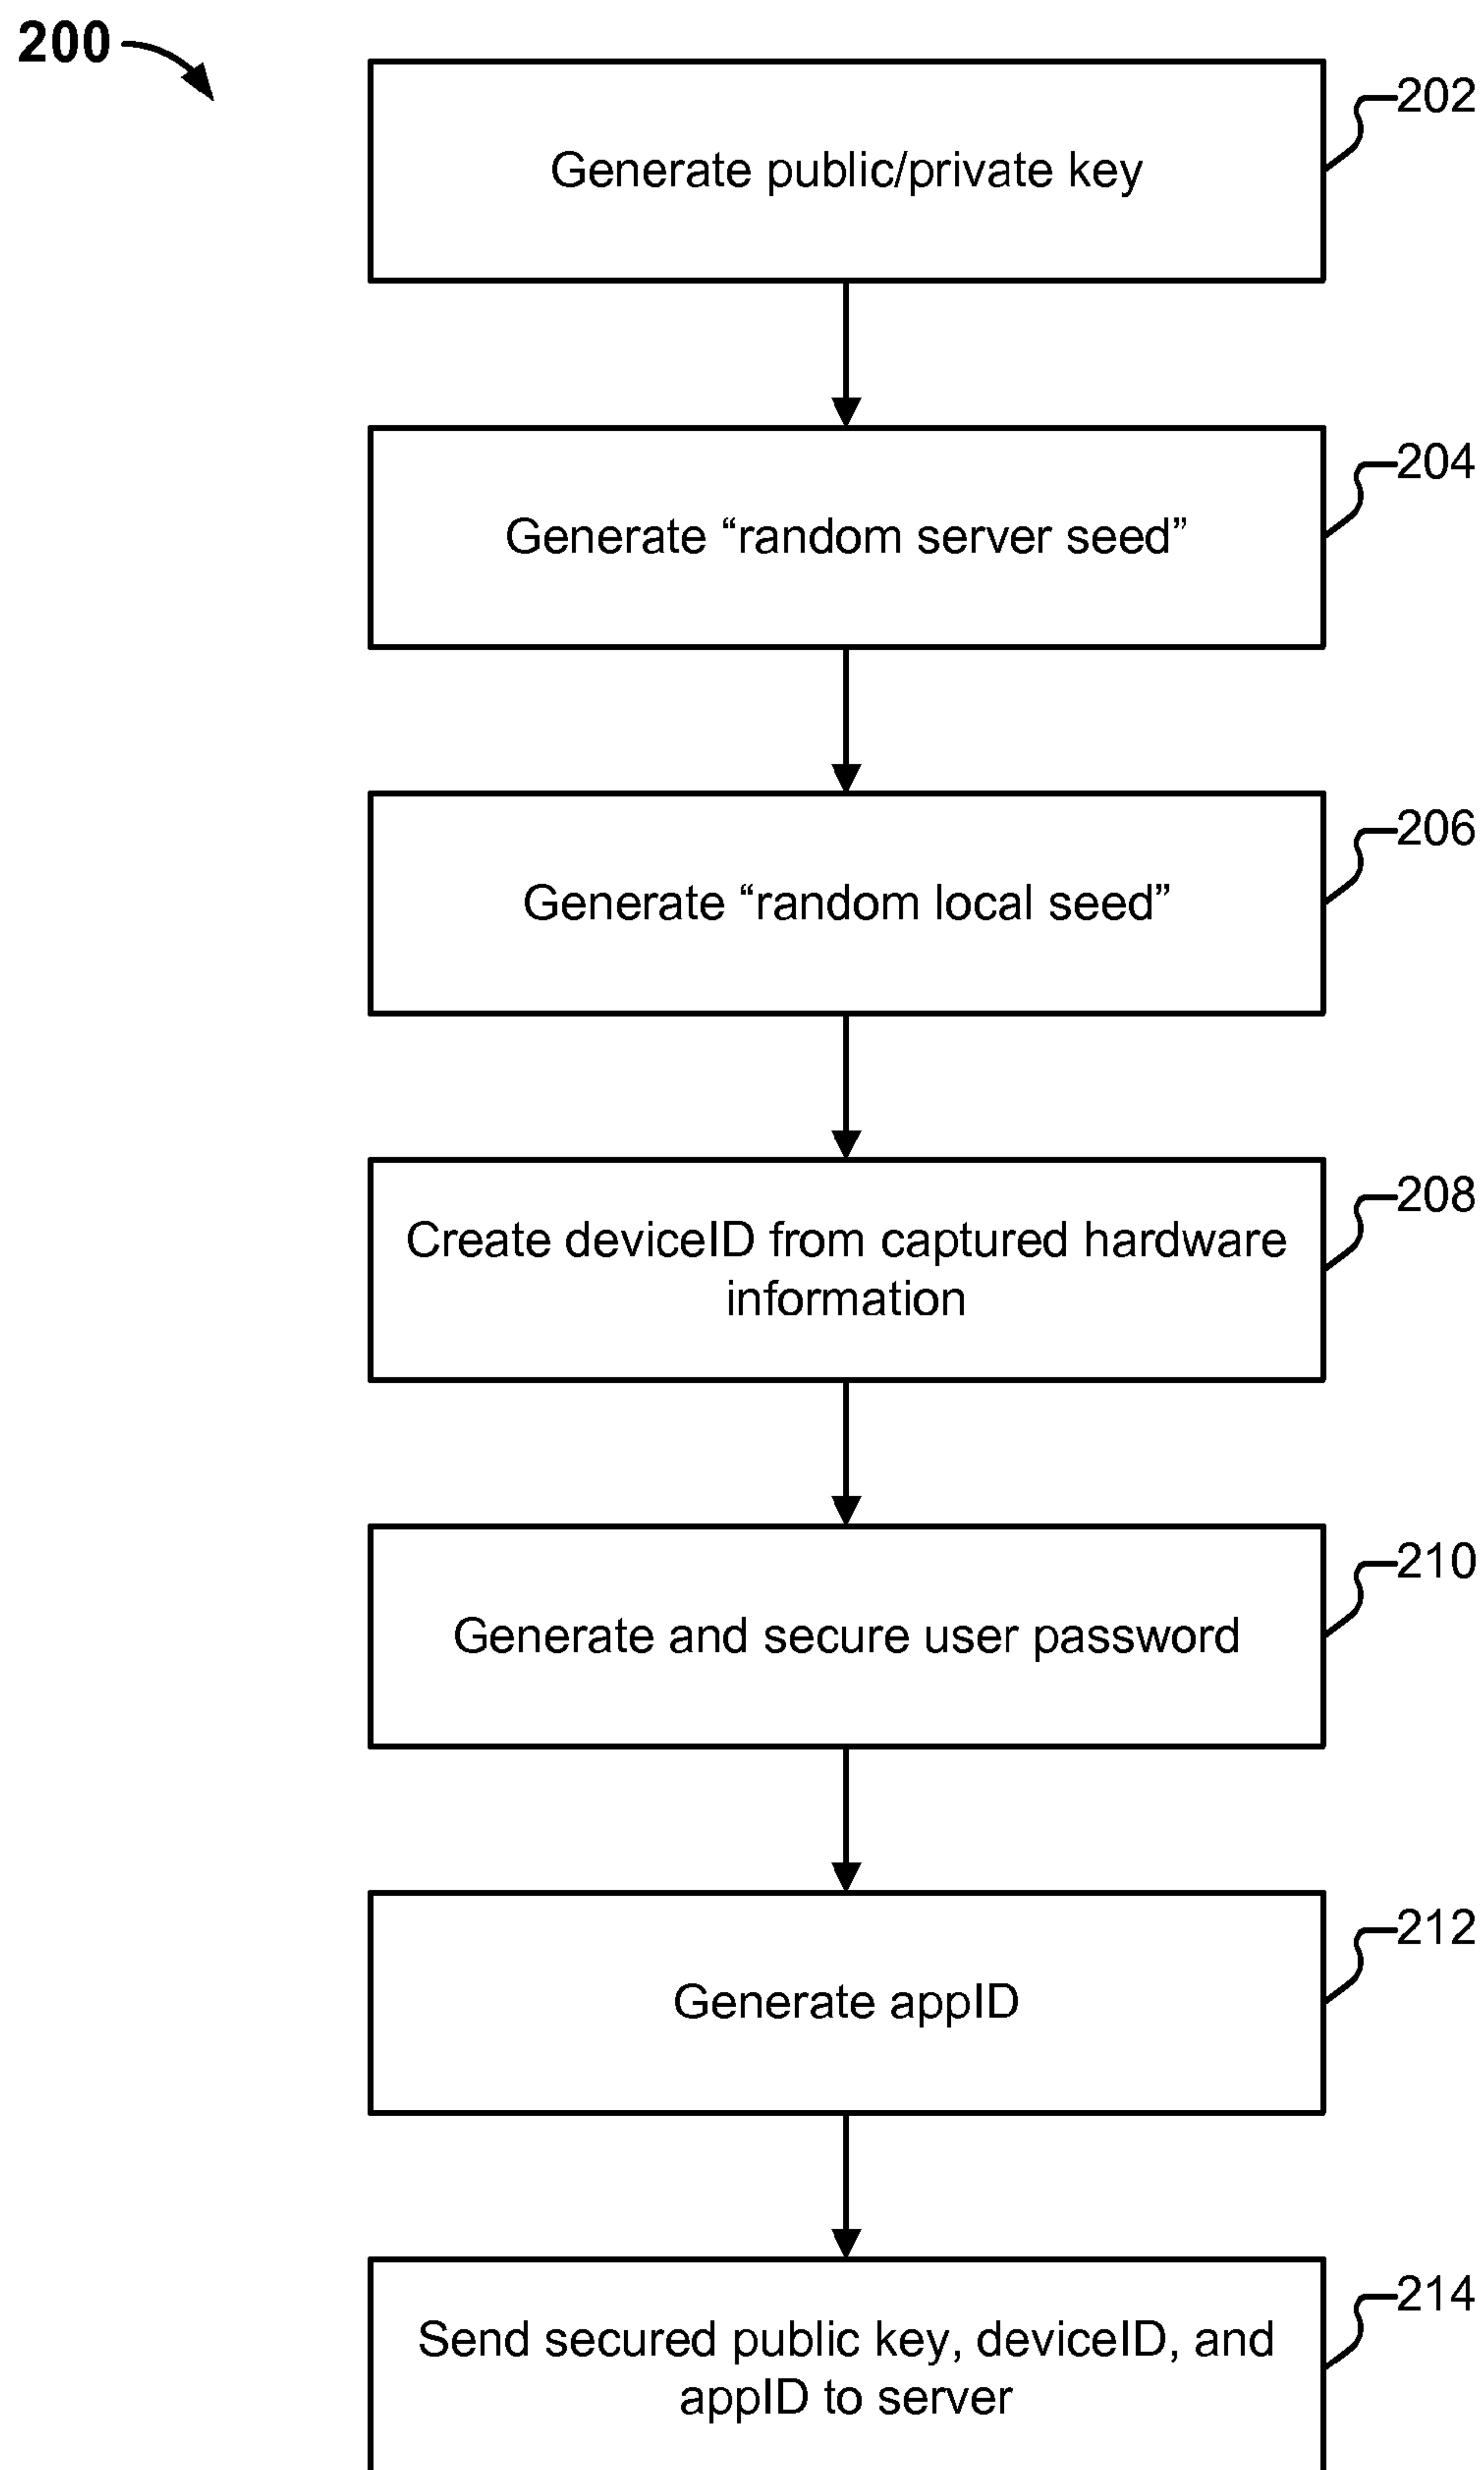 200
202
Generate public/private key
204
Generate “random server seed”
206
Generate “random local seed”
208
Create deviceID from captured hardware
information
210
Generate and secure user password
212
Generate appID
214
Send secured public key, deviceID, and
appID to server